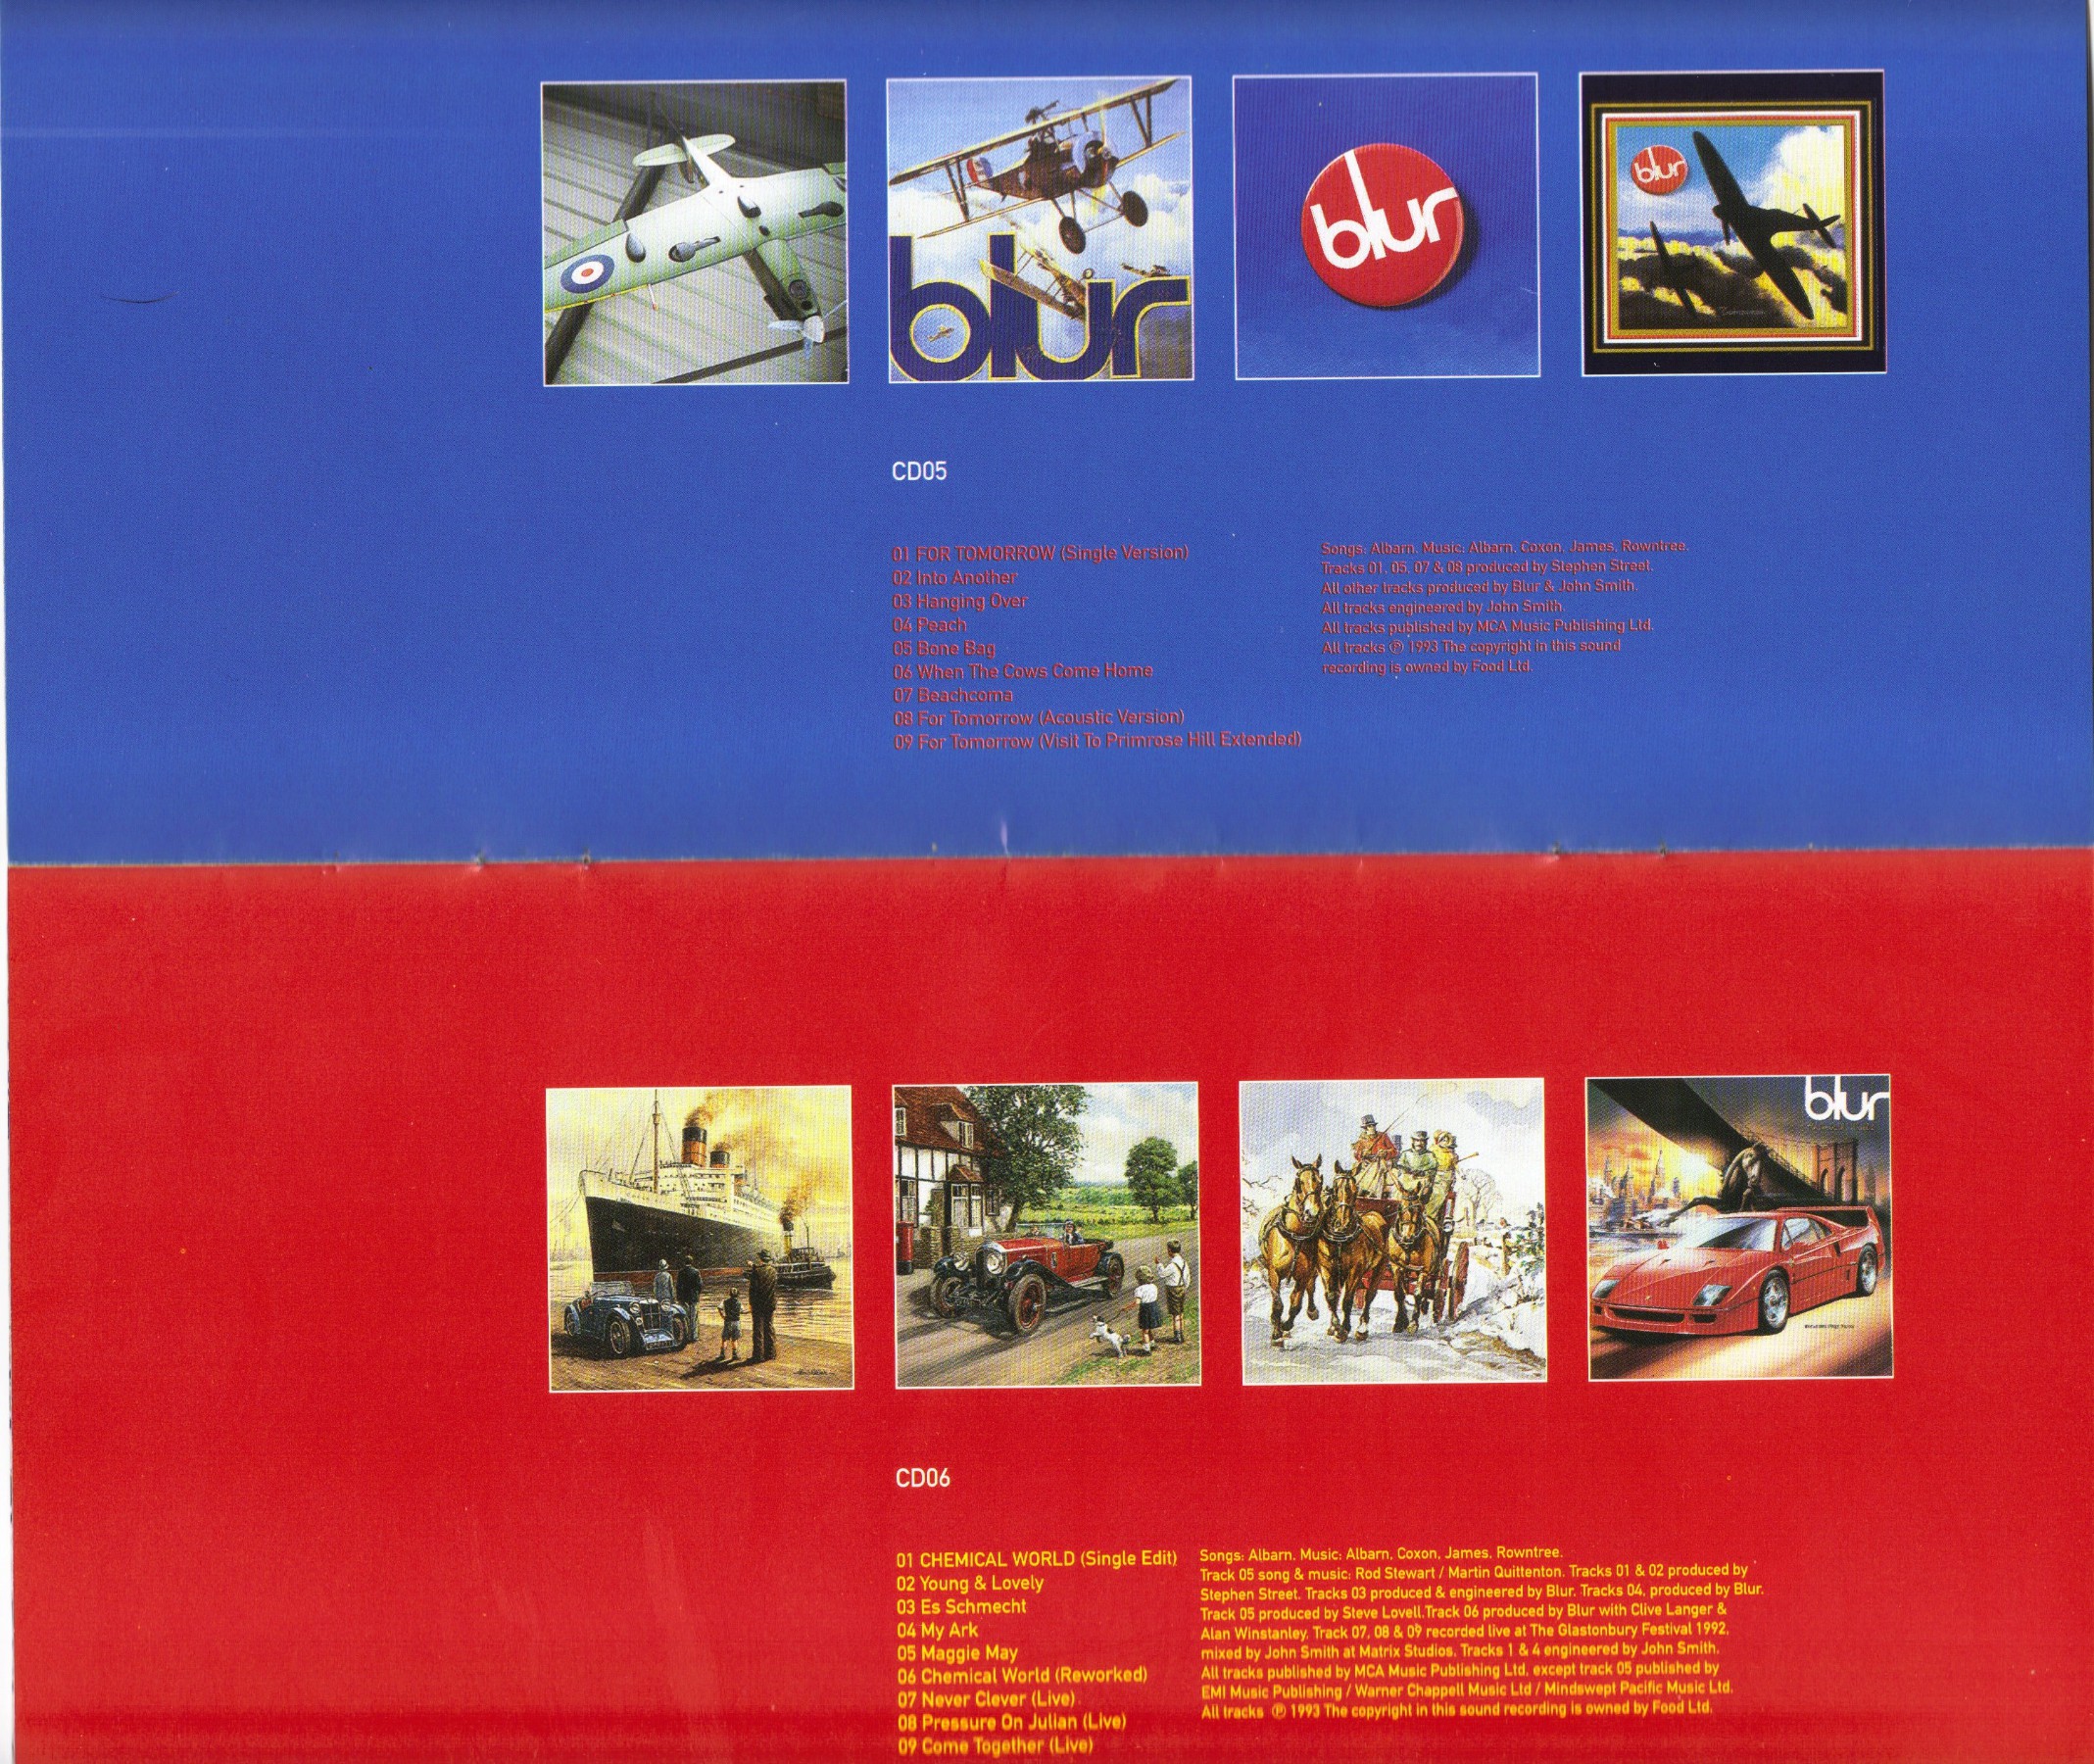 blur
blur
blur
CD05
01 FOR TOMORROW (Single Version)
02 Into Another
03 Hanging Over
04 Peach
05 Bone Bag
06 When The Cows Come Home
07 Beachcoma
08 For Tomorrow (Acoustic Version)
09 For Tomorrow (Visit To Primrose Hill Extended)
Songs: Albarn. Music: Albarn, Coxon, James, Rowntree.
Tracks 01, 05, 07 & 08 produced by Stephen Street.
All other tracks produced by Blur & John Smith.
All tracks engineered by John Smith.
All tracks published by MCA Music Publishing Ltd.
All tracks ℗ 1993 The copyright in this sound
recording is owned by Food Ltd.
blur
CD06
01 CHEMICAL WORLD (Single Edit)
02 Young & Lovely
03 Es Schmecht
04 My Ark
05 Maggie May
06 Chemical World (Reworked)
07 Never Clever (Live)
08 Pressure On Julian (Live)
09 Come Together (Live)
Songs: Albarn. Music: Albarn, Coxon, James, Rowntree.
Track 05 song & music: Rod Stewart / Martin Quittenton. Tracks 01 & 02 produced by
Stephen Street. Tracks 03 produced & engineered by Blur. Tracks 04, produced by Blur.
Track 05 produced by Steve Lovell.Track 06 produced by Blur with Clive Langer &
Alan Winstanley. Track 07, 08 & 09 recorded live at The Glastonbury Festival 1992,
mixed by John Smith at Matrix Studios. Tracks 1 & 4 engineered by John Smith.
All tracks published by MCA Music Publishing Ltd. except track 05 published by
EMI Music Publishing / Warner Chappell Music Ltd / Mindswept Pacific Music Ltd.
All tracks ℗ 1993 The copyright in this sound recording is owned by Food Ltd.